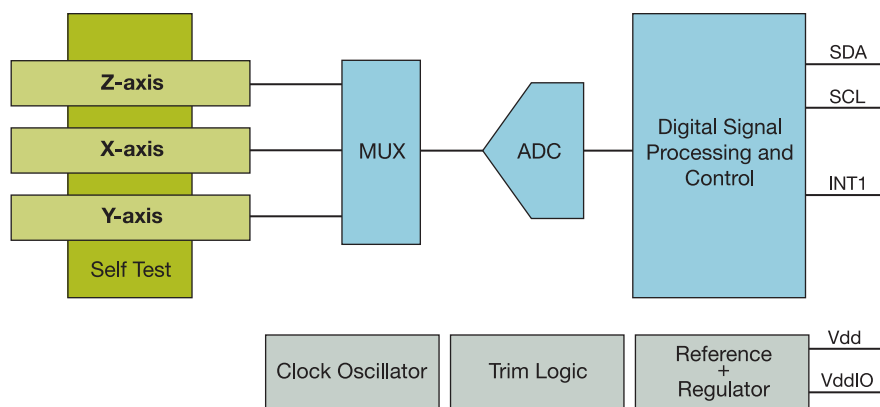 Z-axis
X-axis
Y-axis
Self Test
MUX
ADC
Digital Signal
Processing and
Control
SDA
SCL
INT1
Clock Oscillator
Trim Logic
Reference
+
Regulator
Vdd
VddIO